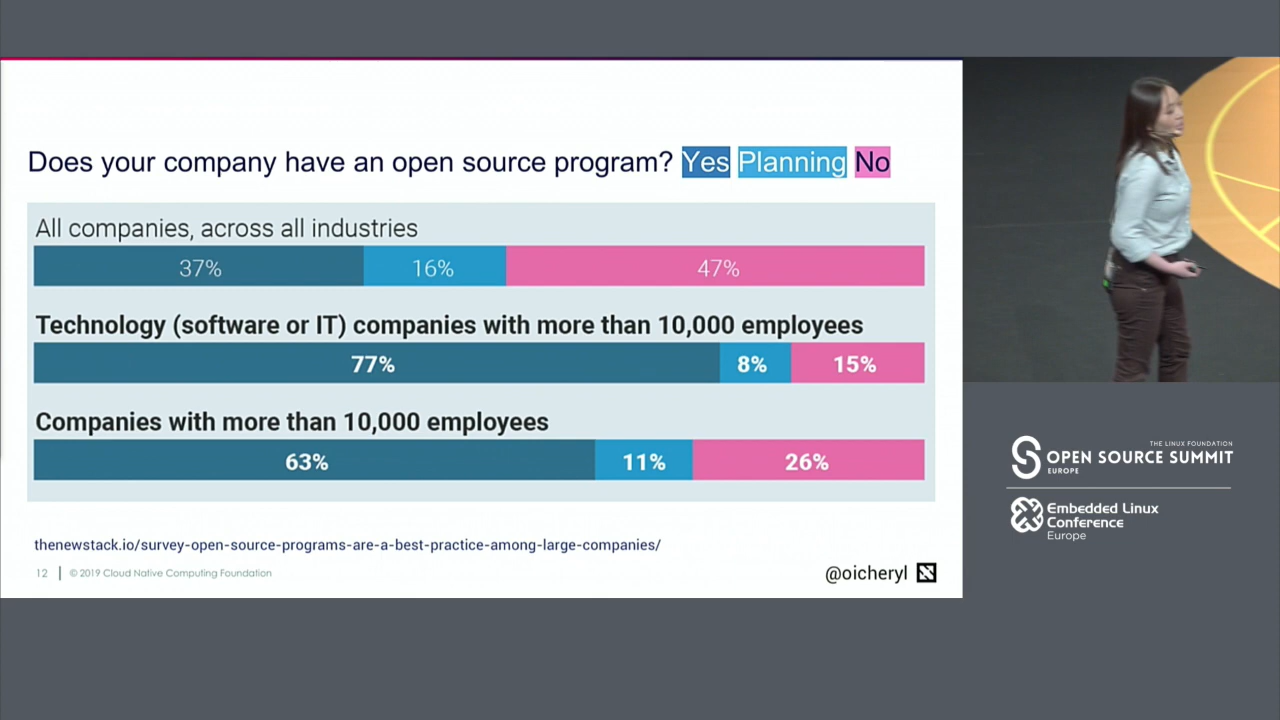 Does your company have an open source program? Yes Planning No
All companies, across all industries
37% 16% 47%
Technology (software or IT) companies with more than 10,000 employees
77% 8% 15%
Companies with more than 10,000 employees
63% 11% 26%
thenewstack.io/survey-open-source-programs-are-a-best-practice-among-large-companies/
12 | © 2019 Cloud Native Computing Foundation
@oicheryl
THE LINUX FOUNDATION
OPEN SOURCE SUMMIT
EUROPE
Embedded Linux
Conference
Europe